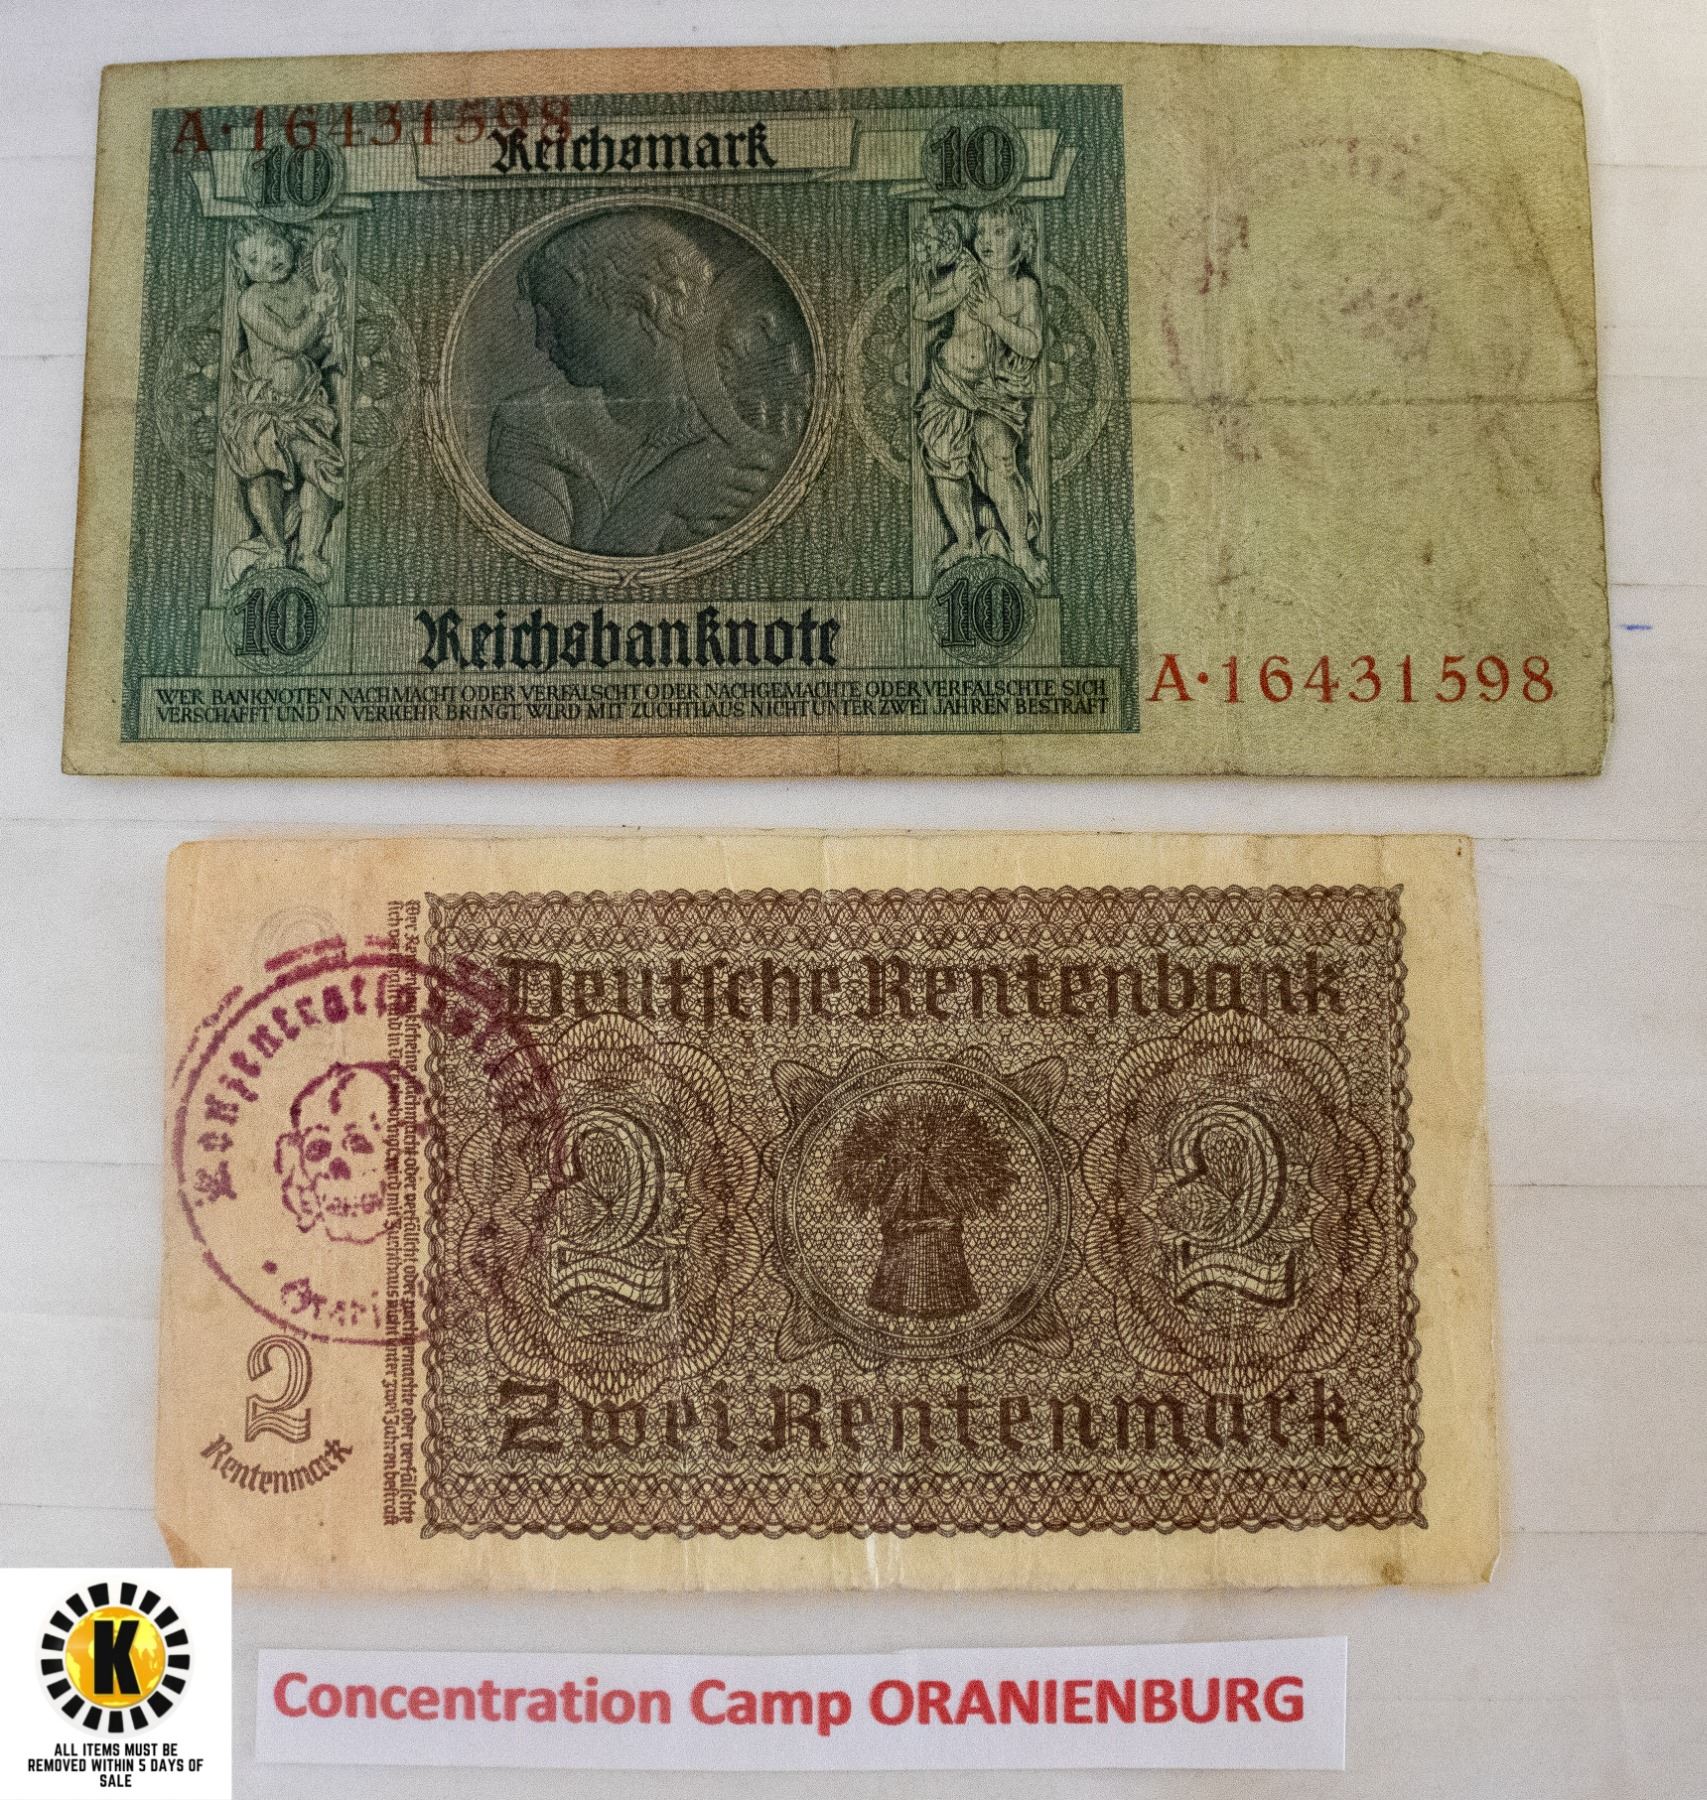 A·16431598
10 Reichsmark 10
10 Reichsbanknote 10
WER BANKNOTEN NACHMACHT ODER VERFÄLSCHT ODER NACHGEMACHTE ODER VERFÄLSCHTE SICH
VERSCHAFFT UND IN VERKEHR BRINGT, WIRD MIT ZUCHTHAUS NICHT UNTER ZWEI JAHREN BESTRAFT
A·16431598
Deutsche Rentenbank
2 2
Zwei Rentenmark
2
Rentenmark
K
ALL ITEMS MUST BE
REMOVED WITHIN 5 DAYS OF
SALE
Concentration Camp ORANIENBURG